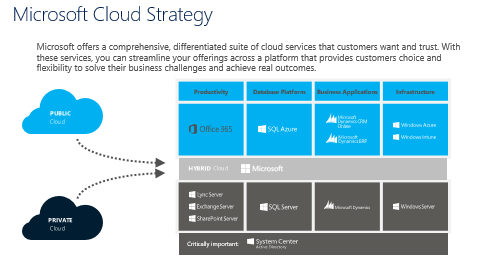 Microsoft Cloud Strategy
Microsoft offers a comprehensive, differentiated suite of cloud services that customers want and trust. With
these services, you can streamline your offerings across a platform that provides customers choice and
flexibility to solve their business challenges and achieve real outcomes.
Productivity
Database Platform
Business Applications
Infrastructure
PUBLIC
Cloud
Office 365
SQL Azure
Microsoft
Dynamics CRM
Online
Microsoft
Dynamics ERP
Windows Azure
Windows Intune
HYBRID Cloud
Microsoft
PRIVATE
Cloud
Lync Server
Exchange Server
SharePoint Server
SQL Server
Microsoft Dynamics
Windows Server
Critically important:
System Center
Active Directory